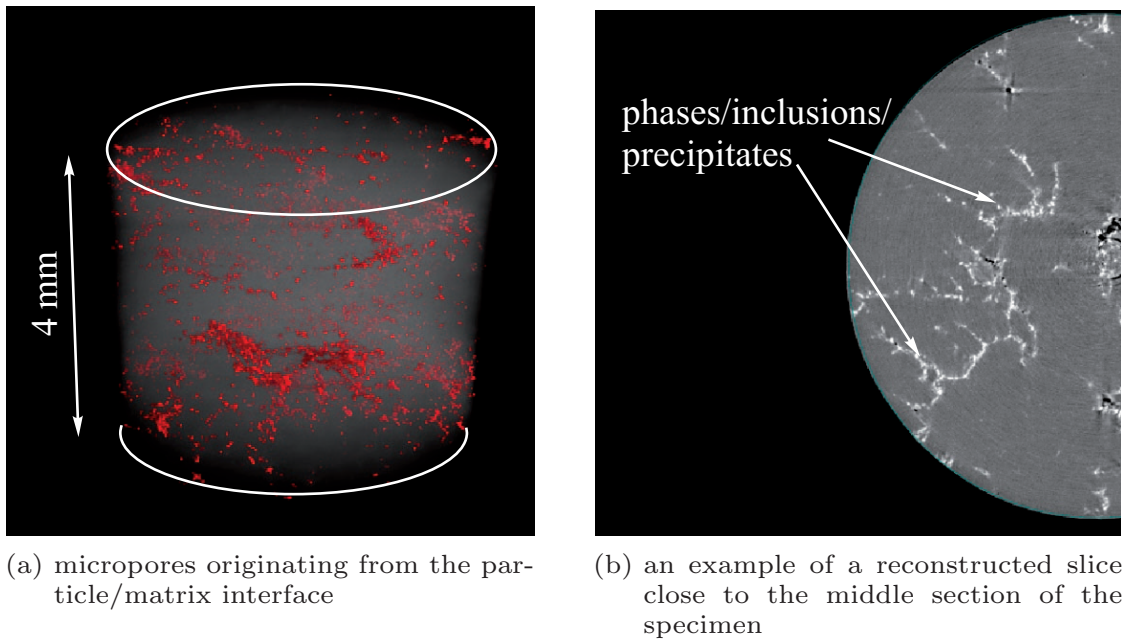 4 mm
phases/inclusions/
precipitates
(a) micropores originating from the par-
ticle/matrix interface
(b) an example of a reconstructed slice
close to the middle section of the
specimen